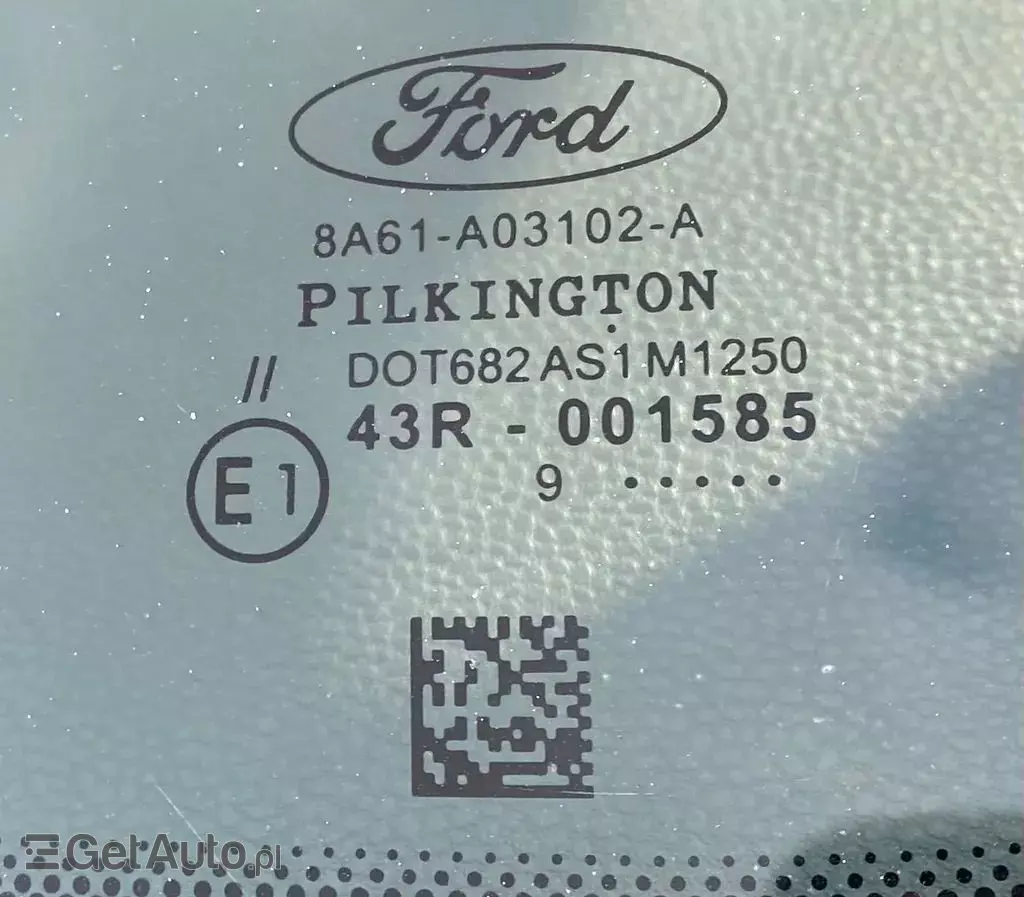 Ford
8A61-A03102-A
PILKINGTON
// DOT682 AS1 M1250
43R - 001585
E1
9 .....
GetAuto.pl